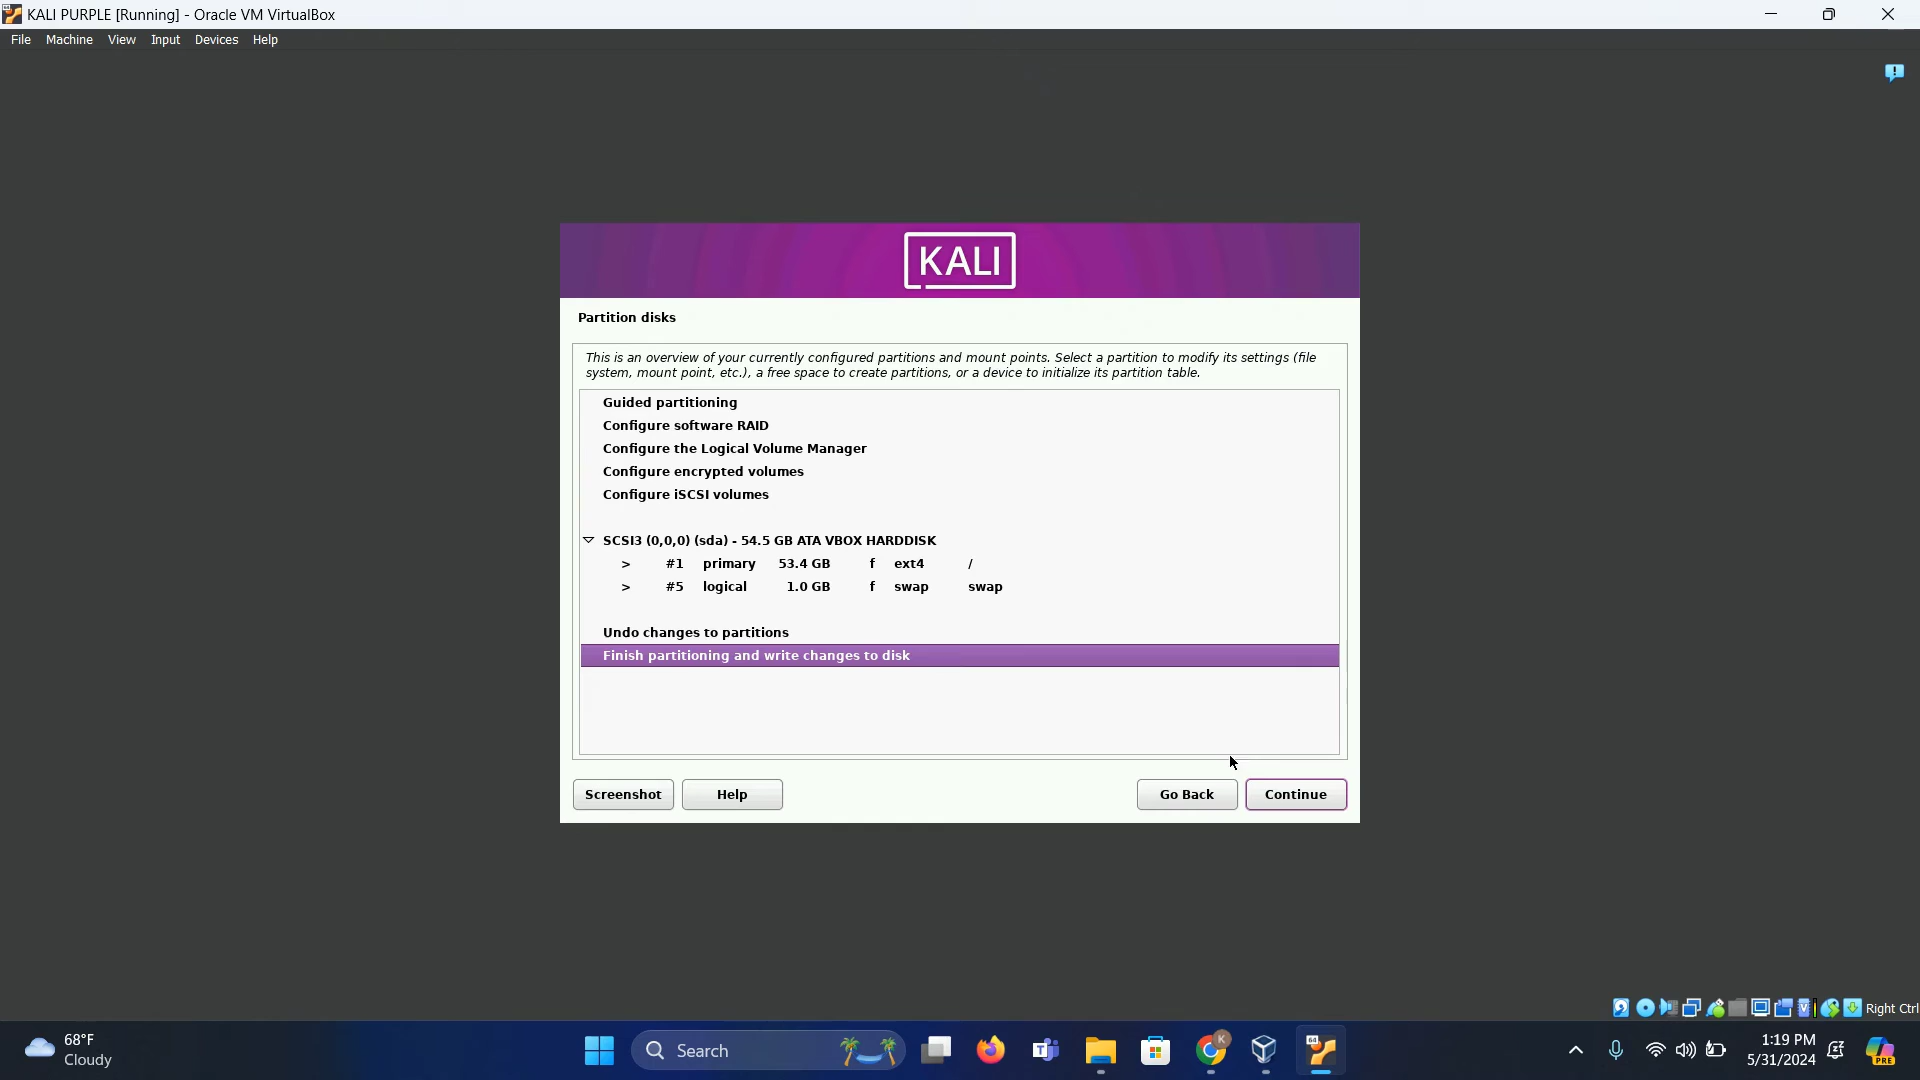 KALI PURPLE [Running] - Oracle VM VirtualBox
File Machine View Input Devices Help
KALI
Partition disks
This is an overview of your currently configured partitions and mount points. Select a partition to modify its settings (file
system, mount point, etc.), a free space to create partitions, or a device to initialize its partition table.
Guided partitioning
Configure software RAID
Configure the Logical Volume Manager
Configure encrypted volumes
Configure iSCSI volumes
SCSI3 (0,0,0) (sda) - 54.5 GB ATA VBOX HARDDISK
> #1 primary 53.4 GB f ext4 /
> #5 logical 1.0 GB f swap swap
Undo changes to partitions
Finish partitioning and write changes to disk
Screenshot Help Go Back Continue
Right Ctrl
68°F
Cloudy
Search
K
64
1:19 PM
5/31/2024
PRE